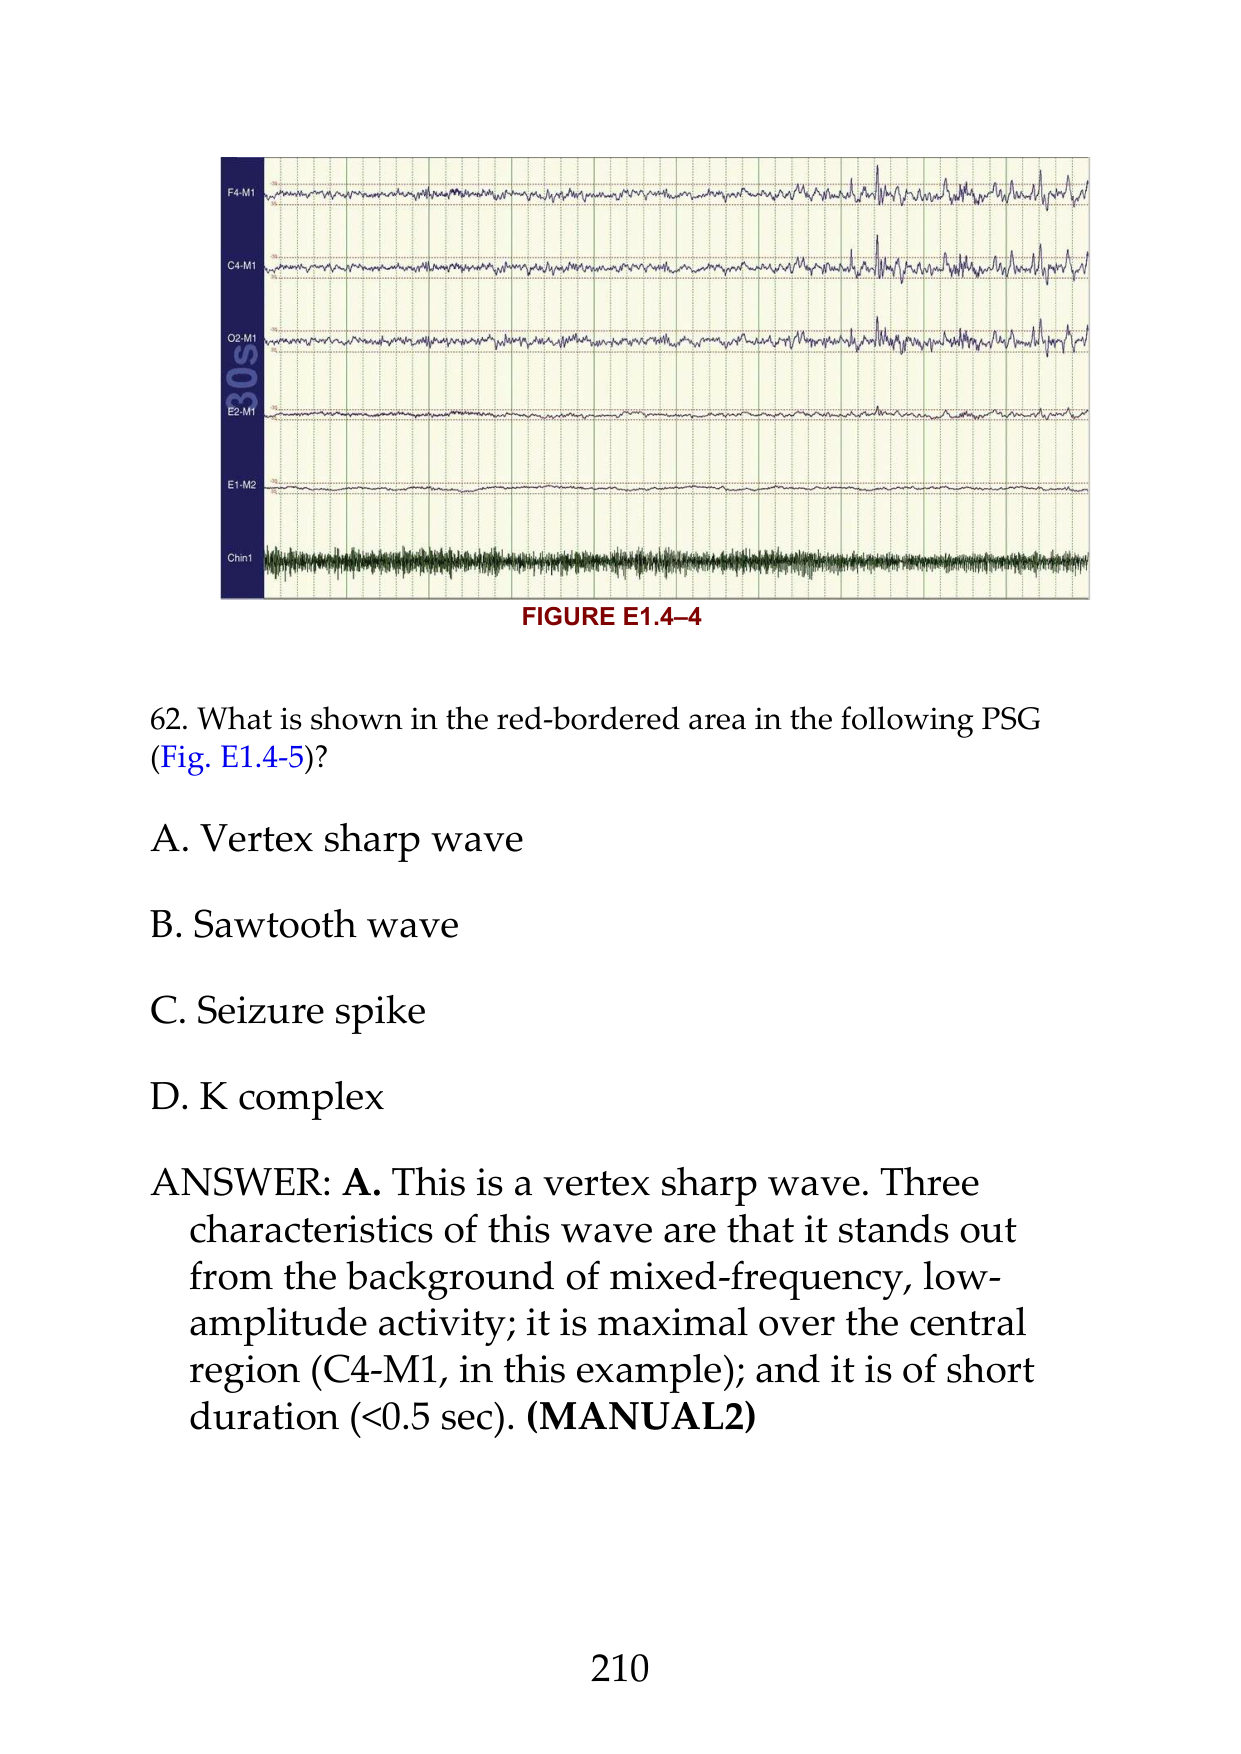 F4-M1
C4-M1
O2-M1
30s
E2-M1
E1-M2
Chin1
FIGURE E1.4–4
62. What is shown in the red-bordered area in the following PSG
(Fig. E1.4-5)?
A. Vertex sharp wave
B. Sawtooth wave
C. Seizure spike
D. K complex
ANSWER: A. This is a vertex sharp wave. Three
characteristics of this wave are that it stands out
from the background of mixed-frequency, low-
amplitude activity; it is maximal over the central
region (C4-M1, in this example); and it is of short
duration (<0.5 sec). (MANUAL2)
210